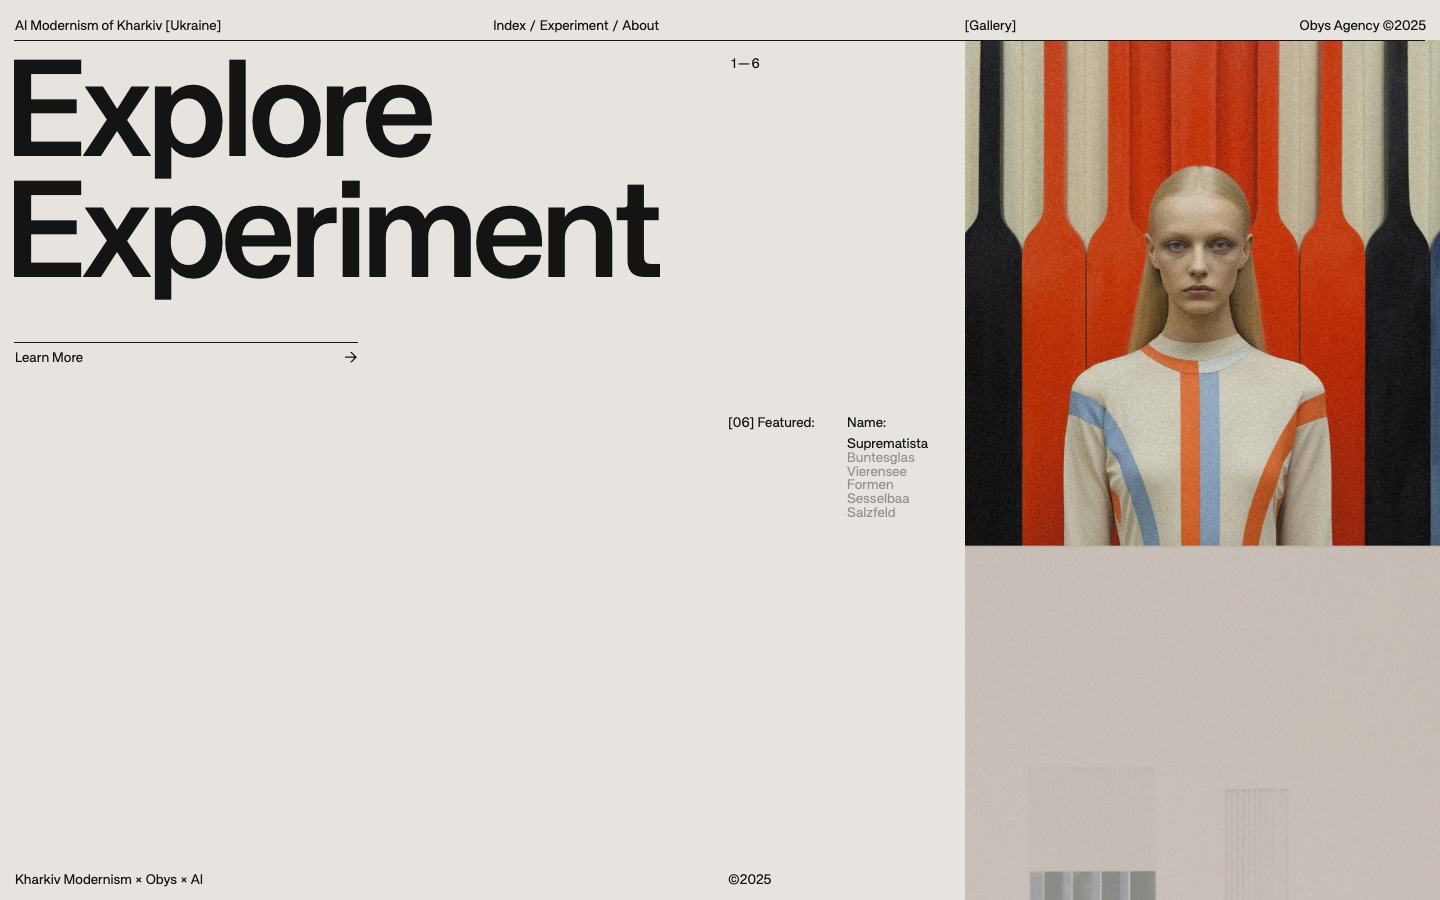 AI Modernism of Kharkiv [Ukraine]
Index / Experiment / About
[Gallery]
Obys Agency ©2025
Explore
Experiment
1—6
Learn More →
[06] Featured:
Name:
Suprematista
Buntesglas
Vierensee
Formen
Sesselbaa
Salzfeld
Kharkiv Modernism × Obys × AI
©2025